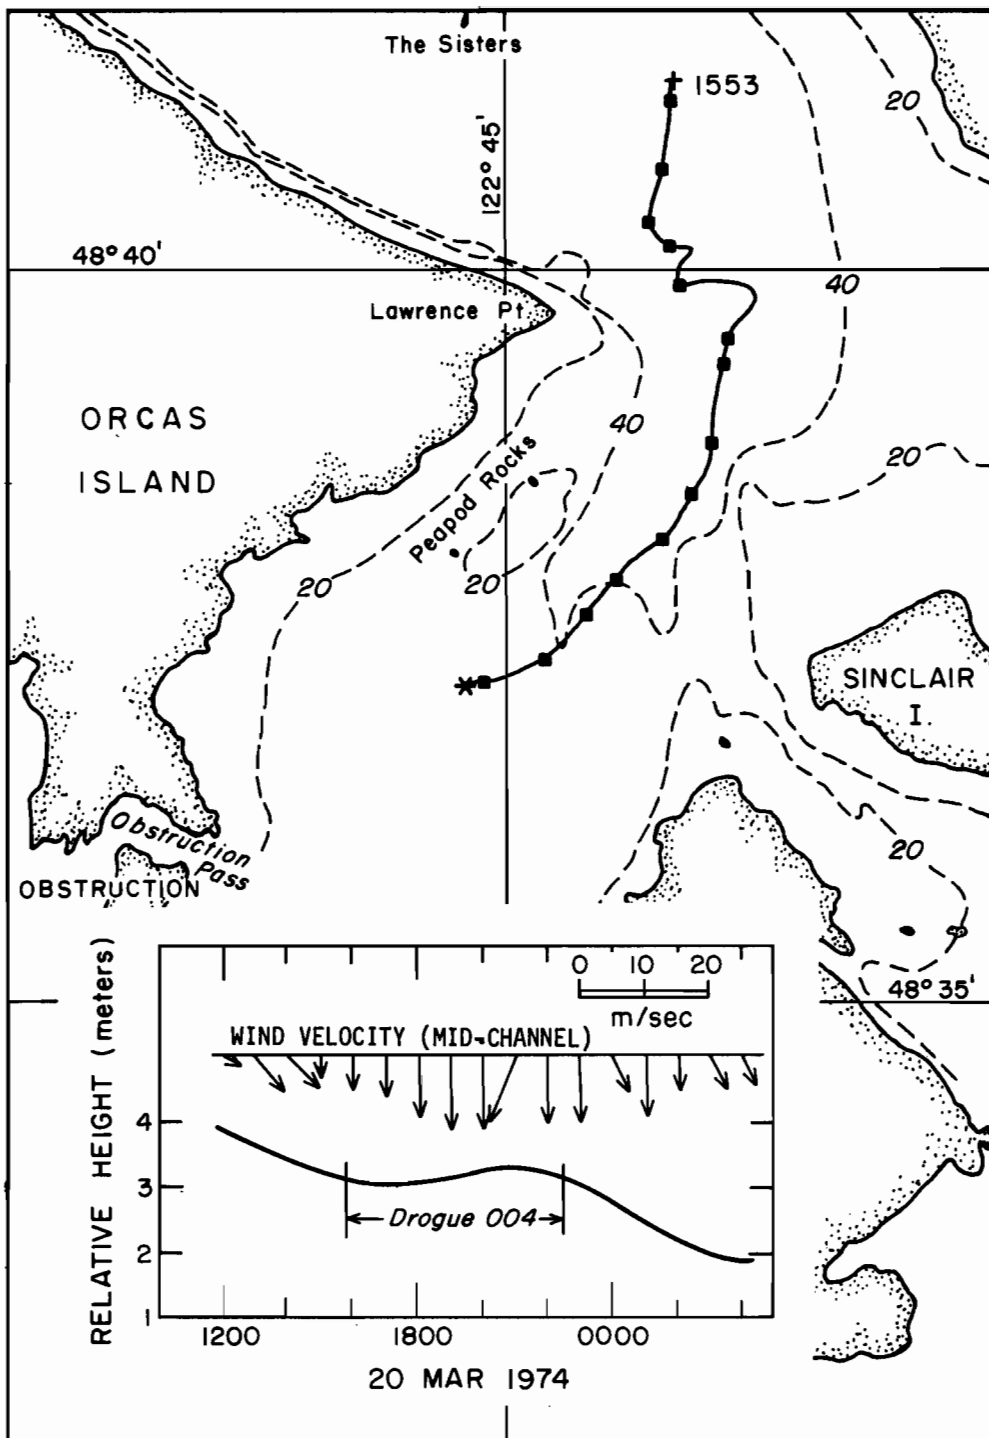 The Sisters
1553
20
122° 45'
48° 40'
40
Lawrence Pt
ORCAS
ISLAND
40
20
Peapod Rocks
20
20
SINCLAIR
I.
Obstruction
Pass
OBSTRUCTION
20
48° 35'
RELATIVE HEIGHT (meters)
0 10 20
m/sec
WIND VELOCITY (MID-CHANNEL)
4
3
Drogue 004
2
1
1200 1800 0000
20 MAR 1974